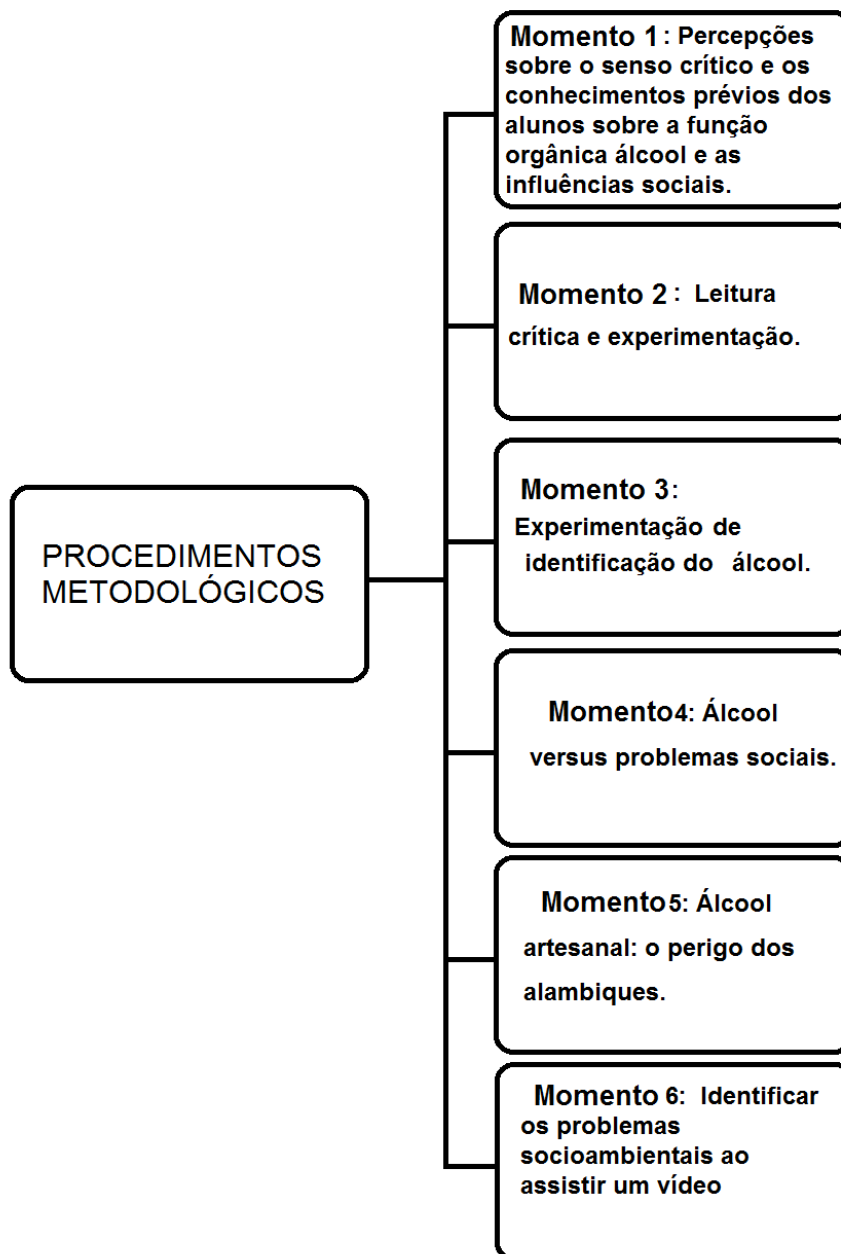 PROCEDIMENTOS
METODOLÓGICOS
Momento 1: Percepções
sobre o senso crítico e os
conhecimentos prévios dos
alunos sobre a função
orgânica álcool e as
influências sociais.
Momento 2: Leitura
crítica e experimentação.
Momento 3:
Experimentação de
identificação do álcool.
Momento4: Álcool
versus problemas sociais.
Momento5: Álcool
artesanal: o perigo dos
alambiques.
Momento 6: Identificar
os problemas
socioambientais ao
assistir um vídeo